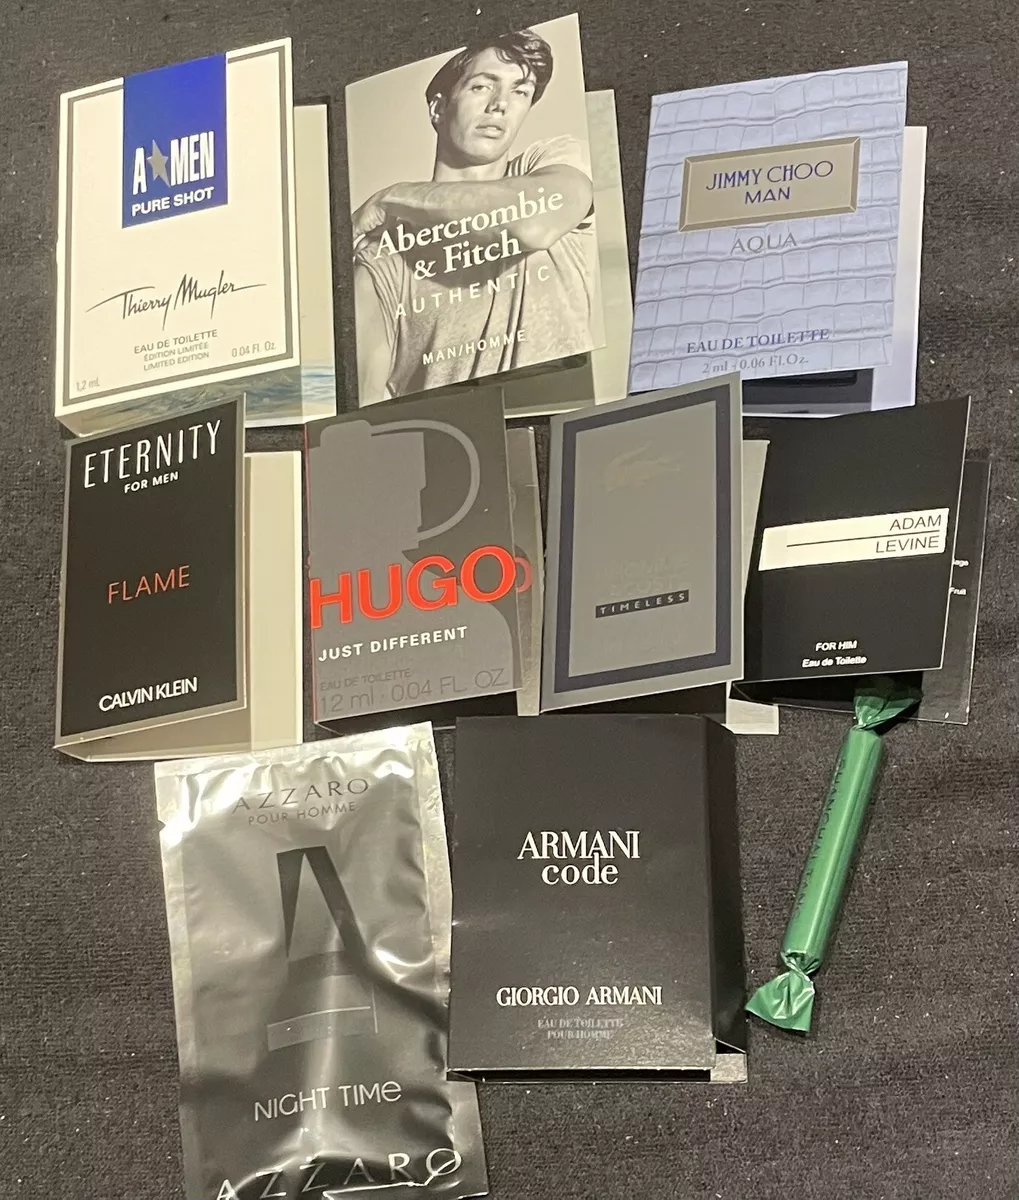 A★MEN
PURE SHOT
Thierry Mugler
EAU DE TOILETTE
ÉDITION LIMITÉE
LIMITED EDITION
0.04 Fl. Oz.
1,2 mL
Abercrombie
& Fitch
AUTHENTIC
MAN/HOMME
JIMMY CHOO
MAN
AQUA
EAU DE TOILETTE
2 ml - 0.06 Fl.Oz.
ETERNITY
FOR MEN
FLAME
CALVIN KLEIN
HUGO
JUST DIFFERENT
EAU DE TOILETTE
12 ml · 0.04 FL. OZ.
TIMELESS
ADAM
LEVINE
FOR HIM
Eau de Toilette
Fruit
AZZARO
POUR HOMME
NIGHT TIME
AZZARO
ARMANI
code
GIORGIO ARMANI
EAU DE TOILETTE
POUR HOMME